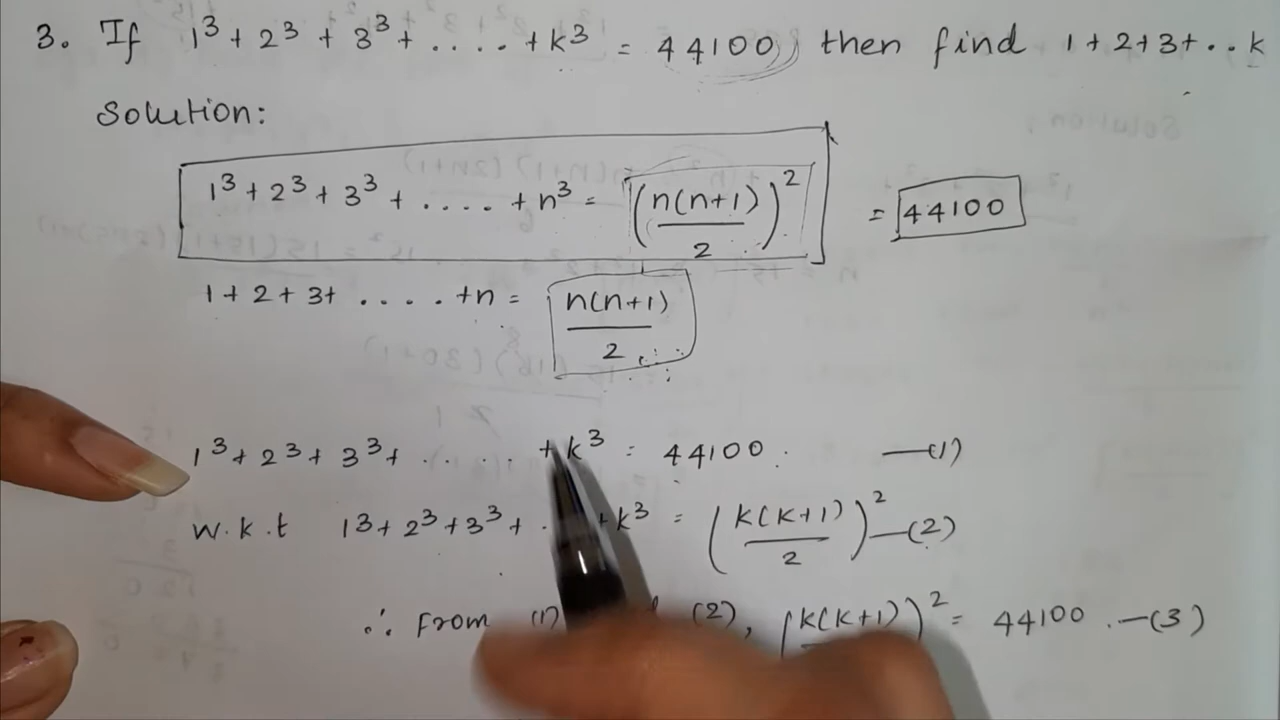 3. If 1³ + 2³ + 3³ + . . . . + k³ = 44100, then find 1 + 2 + 3 + . . k
Solution:
1³ + 2³ + 3³ + . . . . + n³ = (n(n+1)/2)² = 44100
1 + 2 + 3 + . . . . + n = n(n+1)/2
1³ + 2³ + 3³ + . . . . . + k³ = 44100. —(1)
w.k.t 1³ + 2³ + 3³ + . + k³ = (k(k+1)/2)² —(2)
∴ From (1) (2), (k(k+1))² = 44100. —(3)